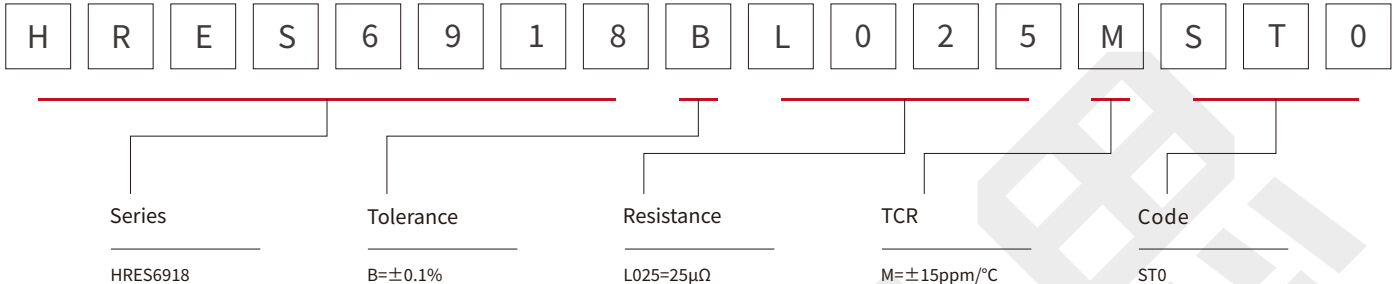 H R E S 6 9 1 8 B L 0 2 5 M S T 0
Series Tolerance Resistance TCR Code
HRES6918 B=±0.1% L025=25μΩ M=±15ppm/°C ST0